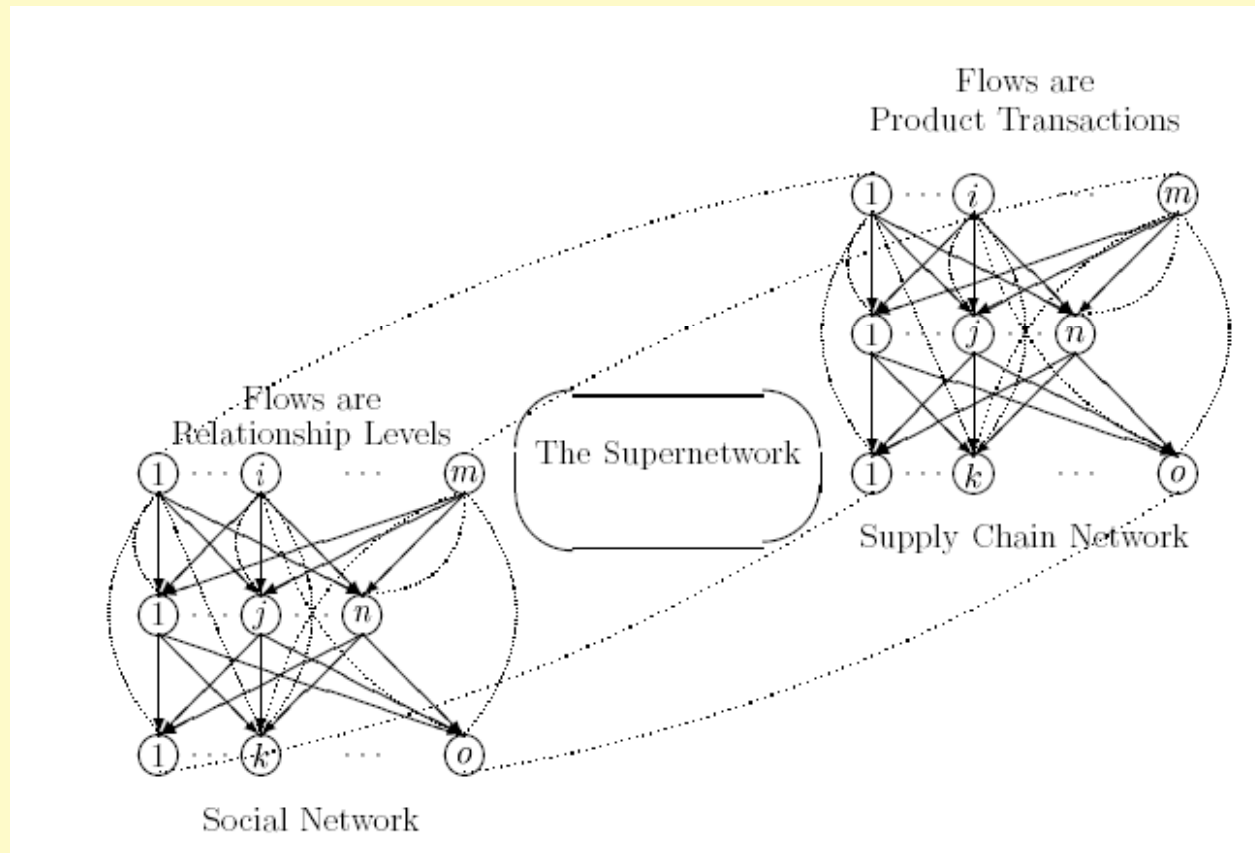 Flows are
Product Transactions
1 ··· i ··· m
1 ··· j ··· n
1 ··· k ··· o
Supply Chain Network
The Supernetwork
Flows are
Relationship Levels
1 ··· i ··· m
1 ··· j ··· n
1 ··· k ··· o
Social Network